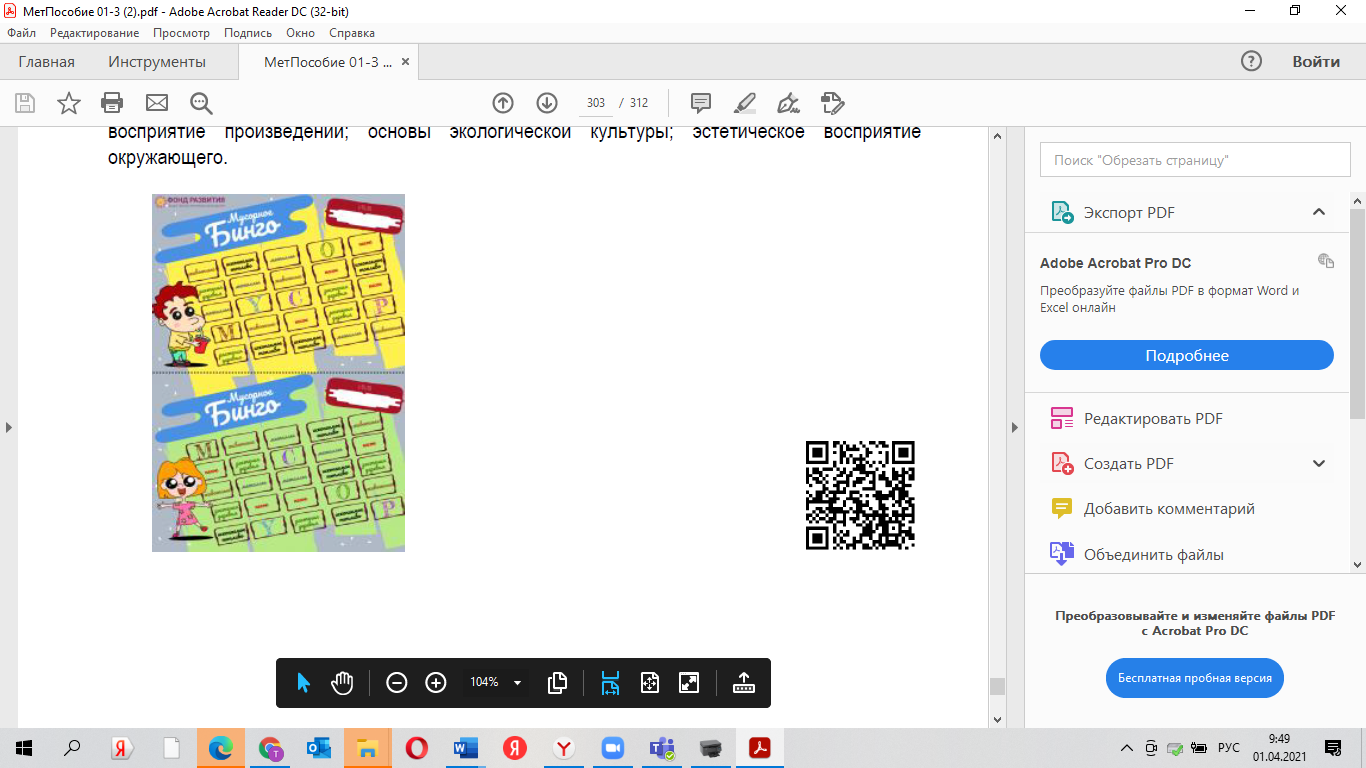 МетПособие 01-3 (2).pdf - Adobe Acrobat Reader DC (32-bit)
Файл Редактирование Просмотр Подпись Окно Справка
Главная Инструменты МетПособие 01-3 ... × Войти
303 / 312
восприятие произведений; основы экологической культуры; эстетическое восприятие
окружающего.
ФОНД РАЗВИТИЯ
Мусорное
Бинго
О
У С
М Р
Мусорное
Бинго
М
С
О
У Р
Поиск "Обрезать страницу"
Экспорт PDF
Adobe Acrobat Pro DC
Преобразуйте файлы PDF в формат Word и
Excel онлайн
Подробнее
Редактировать PDF
Создать PDF
Добавить комментарий
Объединить файлы
Преобразовывайте и изменяйте файлы PDF
с Acrobat Pro DC
Бесплатная пробная версия
104%
РУС
9:49
01.04.2021